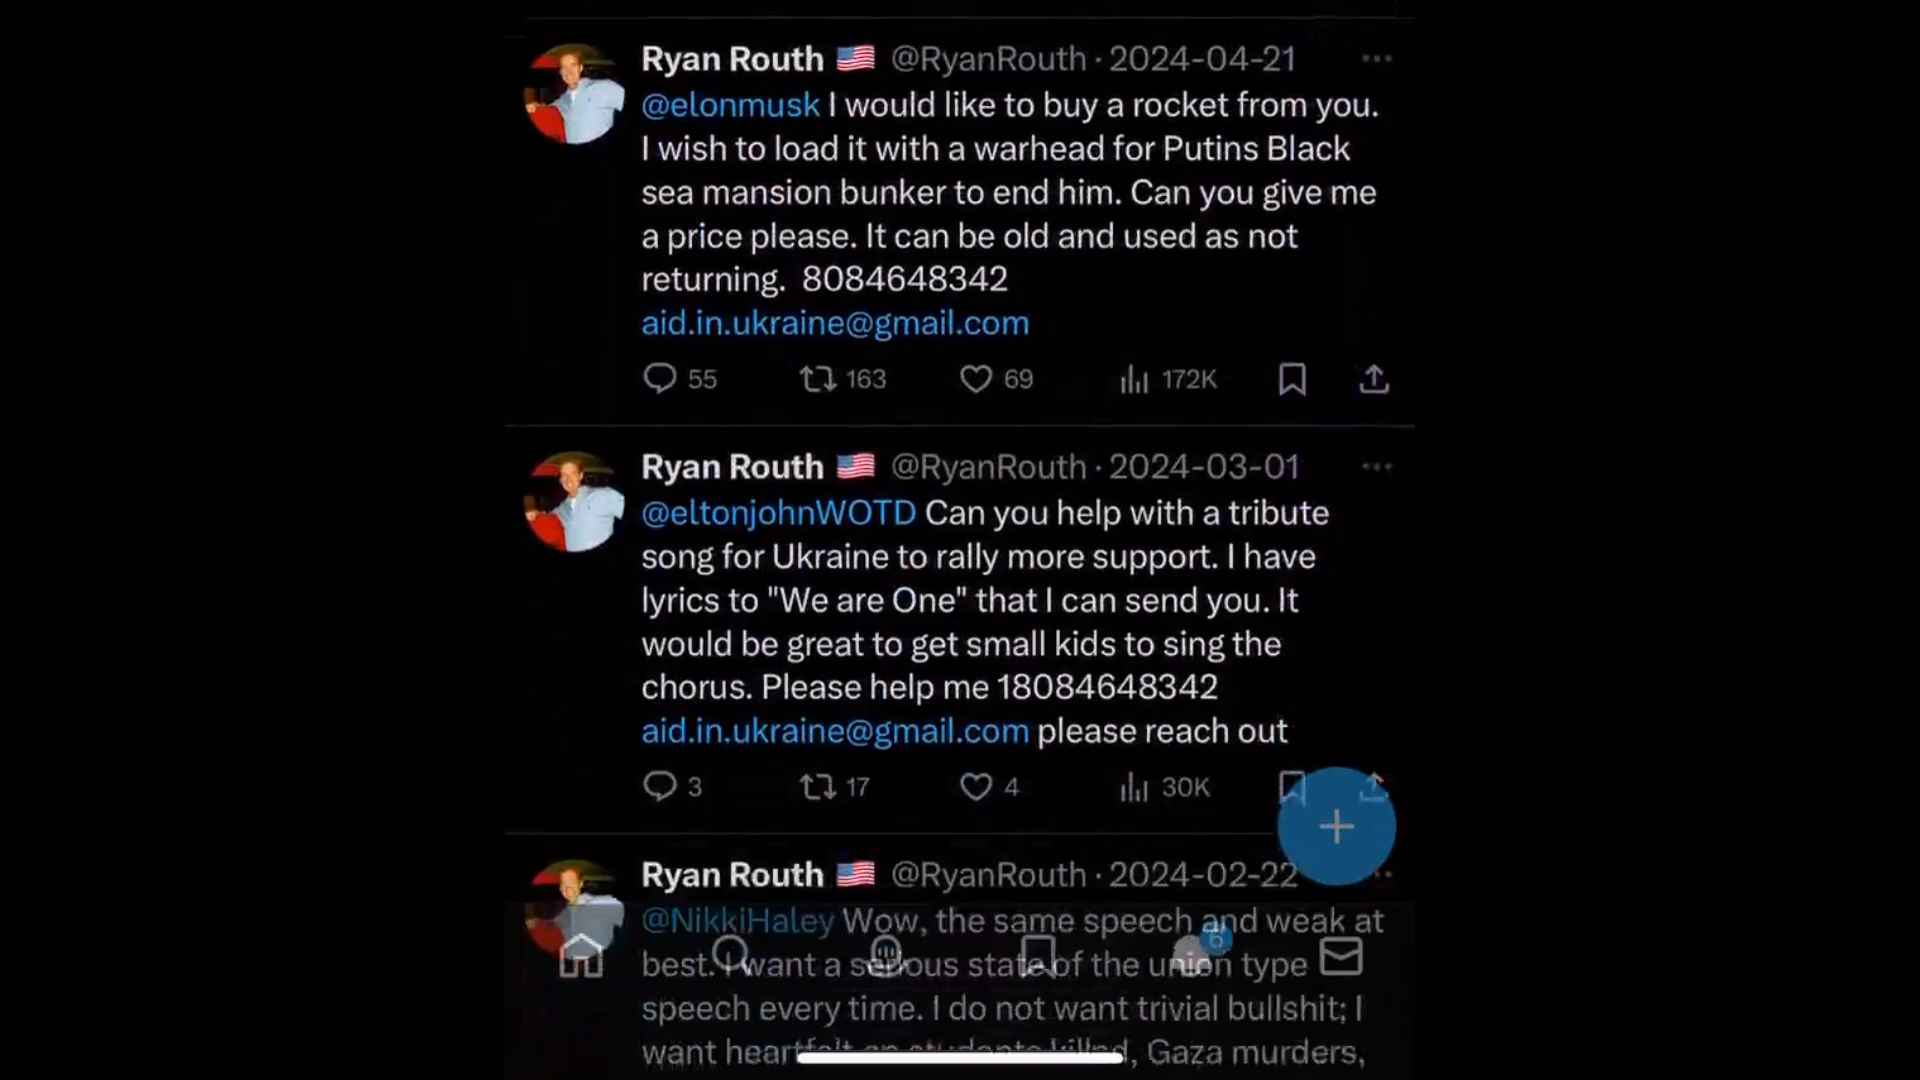 Ryan Routh 🇺🇸 @RyanRouth · 2024-04-21
@elonmusk I would like to buy a rocket from you.
I wish to load it with a warhead for Putins Black
sea mansion bunker to end him. Can you give me
a price please. It can be old and used as not
returning. 8084648342
aid.in.ukraine@gmail.com
55 163 69 172K
Ryan Routh 🇺🇸 @RyanRouth · 2024-03-01
@eltonjohnWOTD Can you help with a tribute
song for Ukraine to rally more support. I have
lyrics to "We are One" that I can send you. It
would be great to get small kids to sing the
chorus. Please help me 18084648342
aid.in.ukraine@gmail.com please reach out
3 17 4 30K
Ryan Routh 🇺🇸 @RyanRouth · 2024-02-22
@NikkiHaley Wow, the same speech and weak at
6
best. I want a serious state of the union type
speech every time. I do not want trivial bullshit; I
want heartfelt on students killed, Gaza murders,